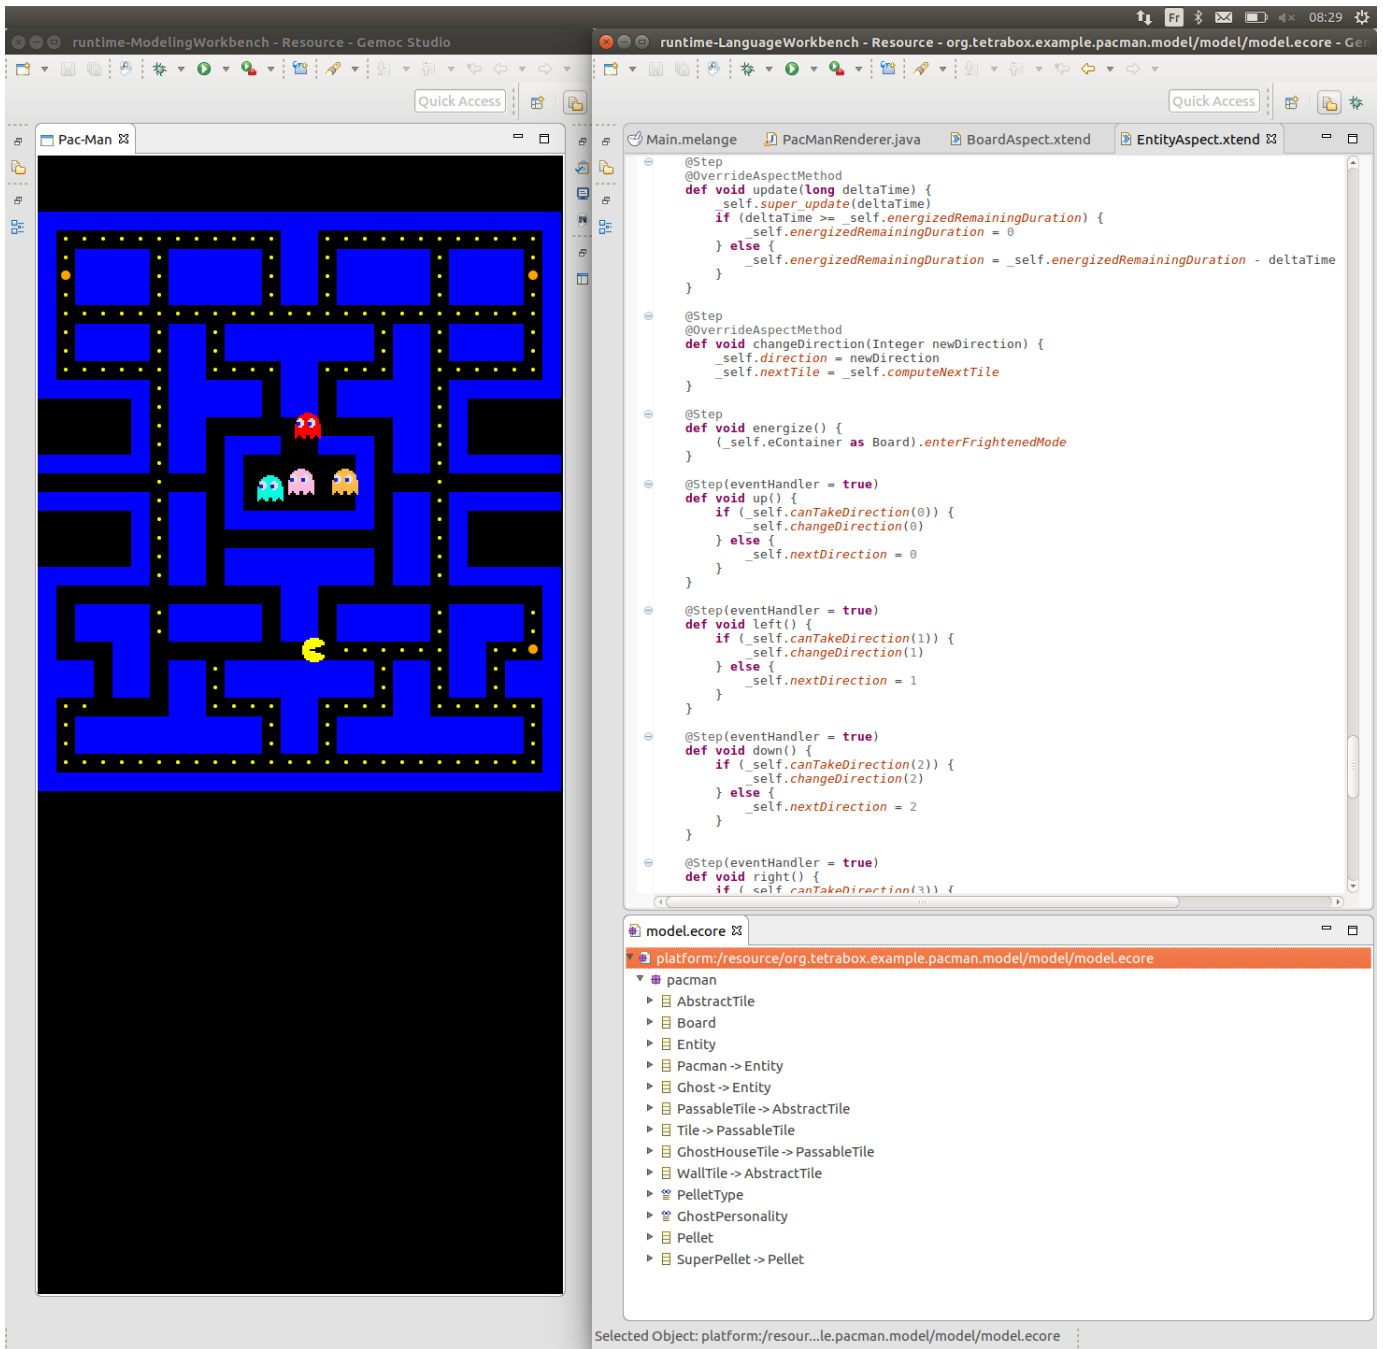 Fr
08:29
runtime-ModelingWorkbench - Resource - Gemoc Studio
Quick Access
Pac-Man
runtime-LanguageWorkbench - Resource - org.tetrabox.example.pacman.model/model/model.ecore - Gem
Quick Access
Main.melange
PacManRenderer.java
BoardAspect.xtend
EntityAspect.xtend
@Step
@OverrideAspectMethod
def void update(long deltaTime) {
_self.super_update(deltaTime)
if (deltaTime >= _self.energizedRemainingDuration) {
_self.energizedRemainingDuration = 0
} else {
_self.energizedRemainingDuration = _self.energizedRemainingDuration - deltaTime
}
}
@Step
@OverrideAspectMethod
def void changeDirection(Integer newDirection) {
_self.direction = newDirection
_self.nextTile = _self.computeNextTile
}
@Step
def void energize() {
(_self.eContainer as Board).enterFrightenedMode
}
@Step(eventHandler = true)
def void up() {
if (_self.canTakeDirection(0)) {
_self.changeDirection(0)
} else {
_self.nextDirection = 0
}
}
@Step(eventHandler = true)
def void left() {
if (_self.canTakeDirection(1)) {
_self.changeDirection(1)
} else {
_self.nextDirection = 1
}
}
@Step(eventHandler = true)
def void down() {
if (_self.canTakeDirection(2)) {
_self.changeDirection(2)
} else {
_self.nextDirection = 2
}
}
@Step(eventHandler = true)
def void right() {
if (_self.canTakeDirection(3)) {
model.ecore
platform:/resource/org.tetrabox.example.pacman.model/model/model.ecore
pacman
AbstractTile
Board
Entity
Pacman -> Entity
Ghost -> Entity
PassableTile -> AbstractTile
Tile -> PassableTile
GhostHouseTile -> PassableTile
WallTile -> AbstractTile
PelletType
GhostPersonality
Pellet
SuperPellet -> Pellet
Selected Object: platform:/resour...le.pacman.model/model/model.ecore